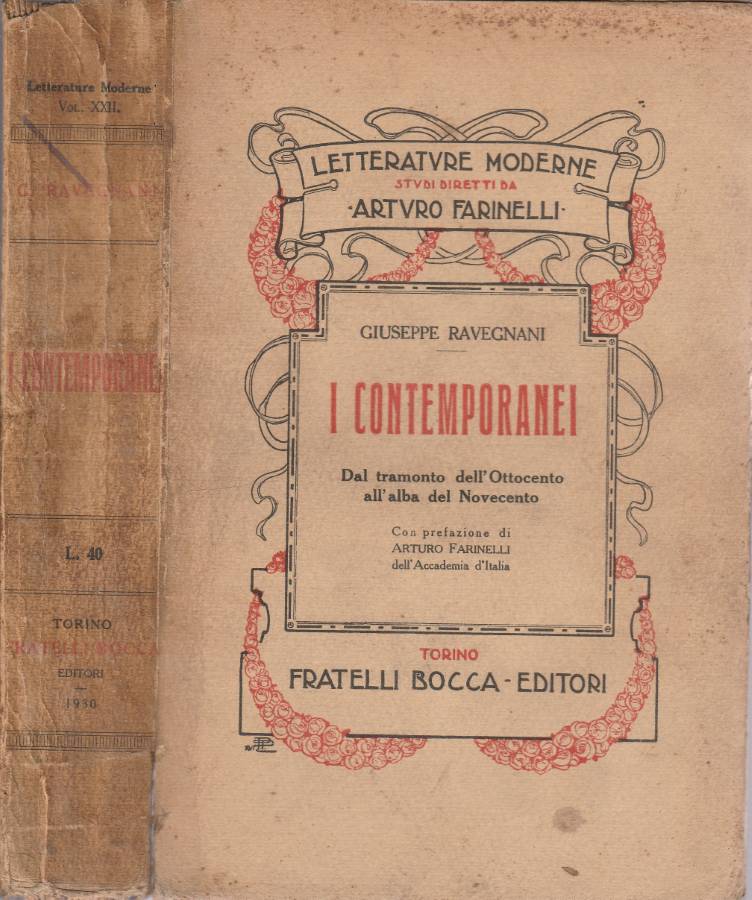 Letterature Moderne
VOL. XXII.
G. RAVEGNANI
I CONTEMPORANEI
L. 40
TORINO
FRATELLI BOCCA
EDITORI
1930
LETTERATVRE MODERNE
STVDI DIRETTI DA
·ARTVRO FARINELLI·
GIUSEPPE RAVEGNANI
I CONTEMPORANEI
Dal tramonto dell'Ottocento
all'alba del Novecento
Con prefazione di
ARTURO FARINELLI
dell'Accademia d'Italia
TORINO
FRATELLI BOCCA - EDITORI